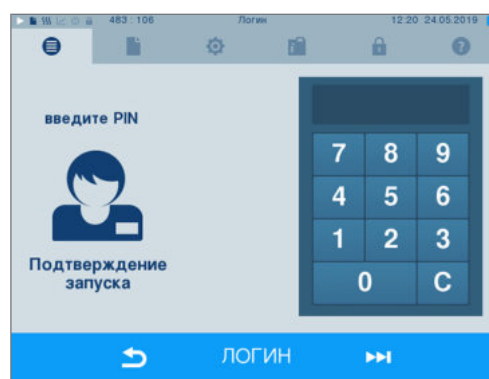 483 : 106 Логин 12:20 24.05.2019
введите PIN
7 8 9
4 5 6
1 2 3
0 C
Подтверждение
запуска
ЛОГИН